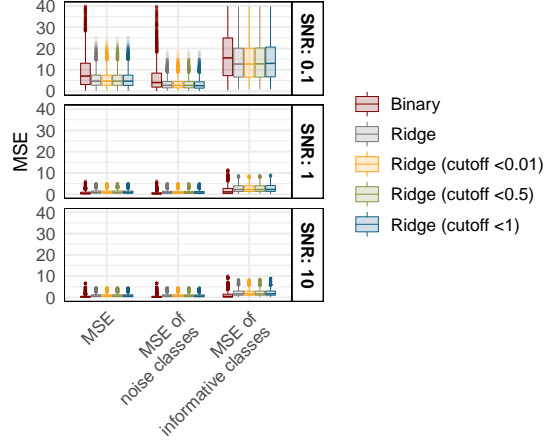 40
30
20
10
0
SNR: 0.1
40
30
20
10
0
SNR: 1
40
30
20
10
0
SNR: 10
MSE
MSE
MSE of
noise classes
MSE of
informative classes
Binary
Ridge
Ridge (cutoff <0.01)
Ridge (cutoff <0.5)
Ridge (cutoff <1)